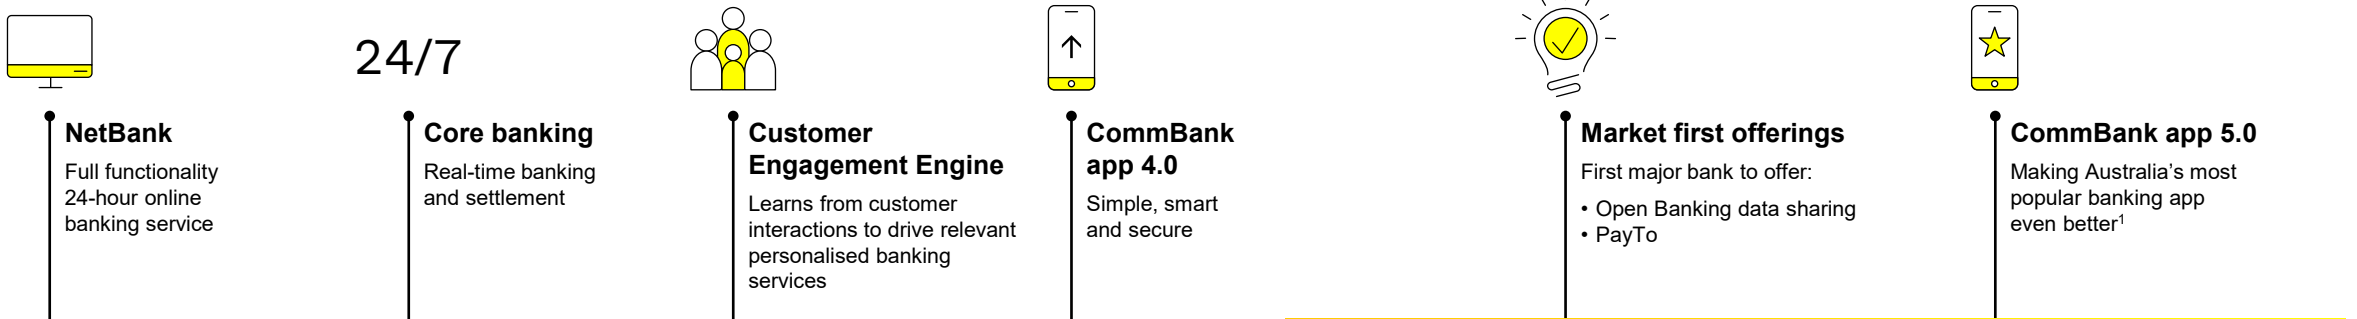 24/7
NetBank
Full functionality
24-hour online
banking service
Core banking
Real-time banking
and settlement
Customer
Engagement Engine
Learns from customer
interactions to drive relevant
personalised banking
services
CommBank
app 4.0
Simple, smart
and secure
Market first offerings
First major bank to offer:
• Open Banking data sharing
• PayTo
CommBank app 5.0
Making Australia’s most
popular banking app
even better¹